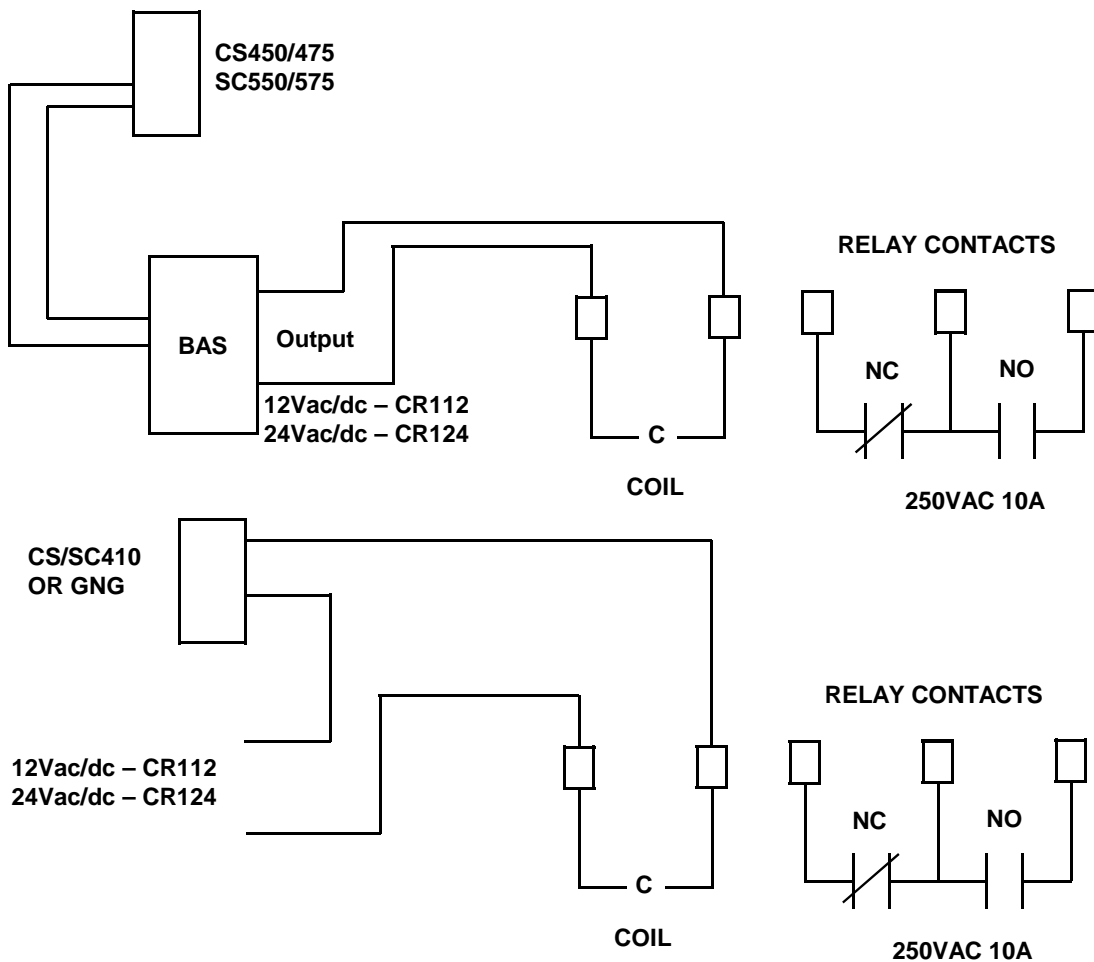 CS450/475
SC550/575
RELAY CONTACTS
BAS
Output
NC
NO
12Vac/dc – CR112
24Vac/dc – CR124
C
COIL
250VAC 10A
CS/SC410
OR GNG
RELAY CONTACTS
12Vac/dc – CR112
24Vac/dc – CR124
NC
NO
C
COIL
250VAC 10A